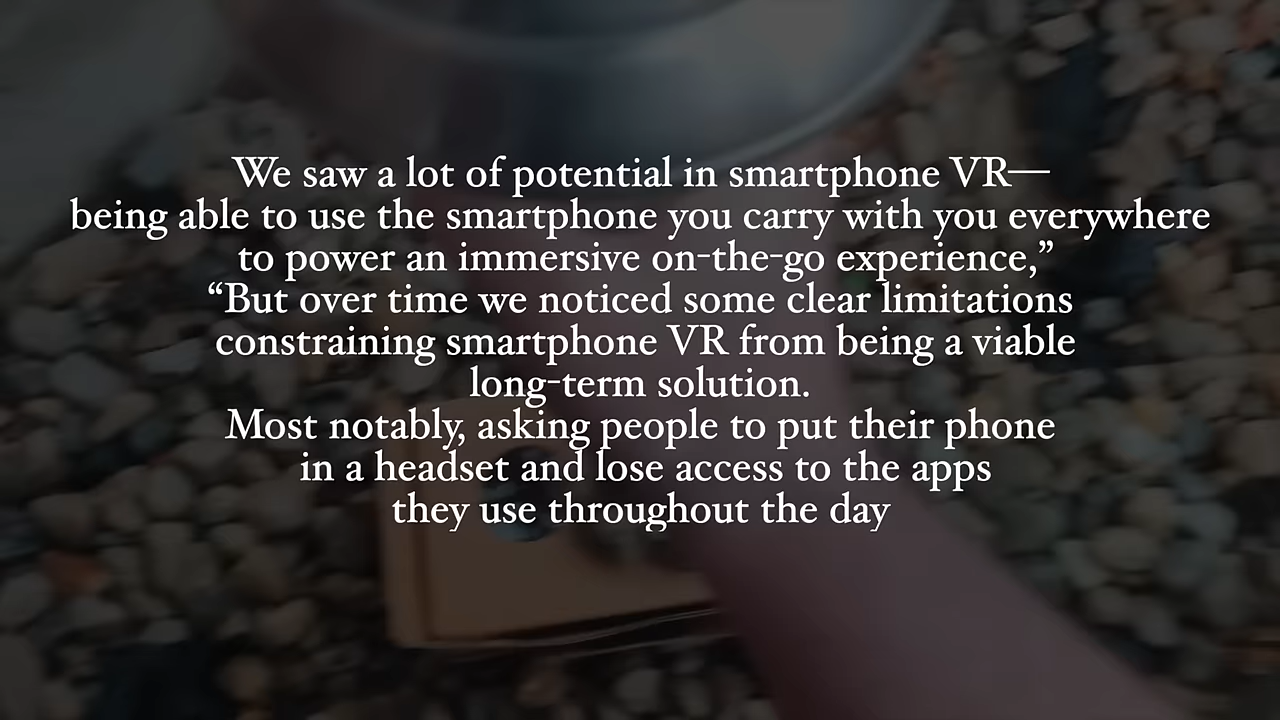 We saw a lot of potential in smartphone VR—
being able to use the smartphone you carry with you everywhere
to power an immersive on-the-go experience,”
“But over time we noticed some clear limitations
constraining smartphone VR from being a viable
long-term solution.
Most notably, asking people to put their phone
in a headset and lose access to the apps
they use throughout the day